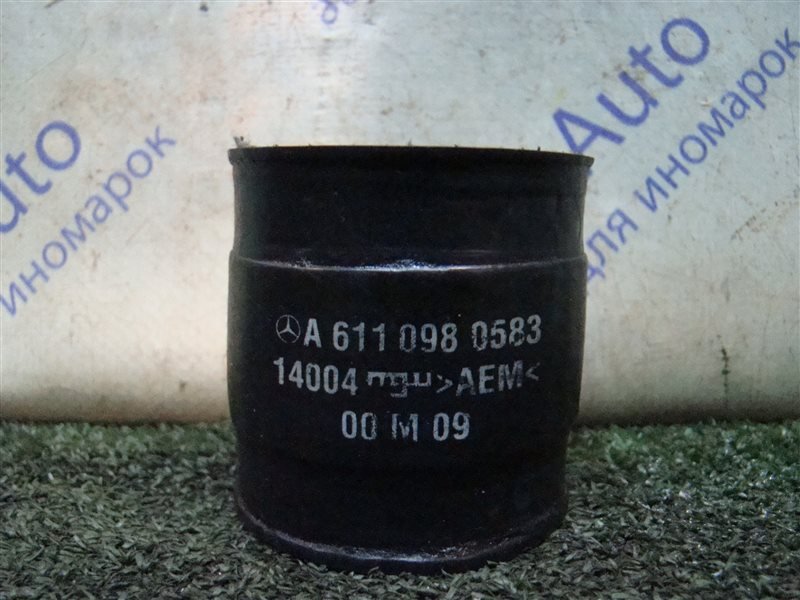 Auto
для иномарок
Auto
иномарок
A 611 098 0583
14004 >AEM<
00 M 09